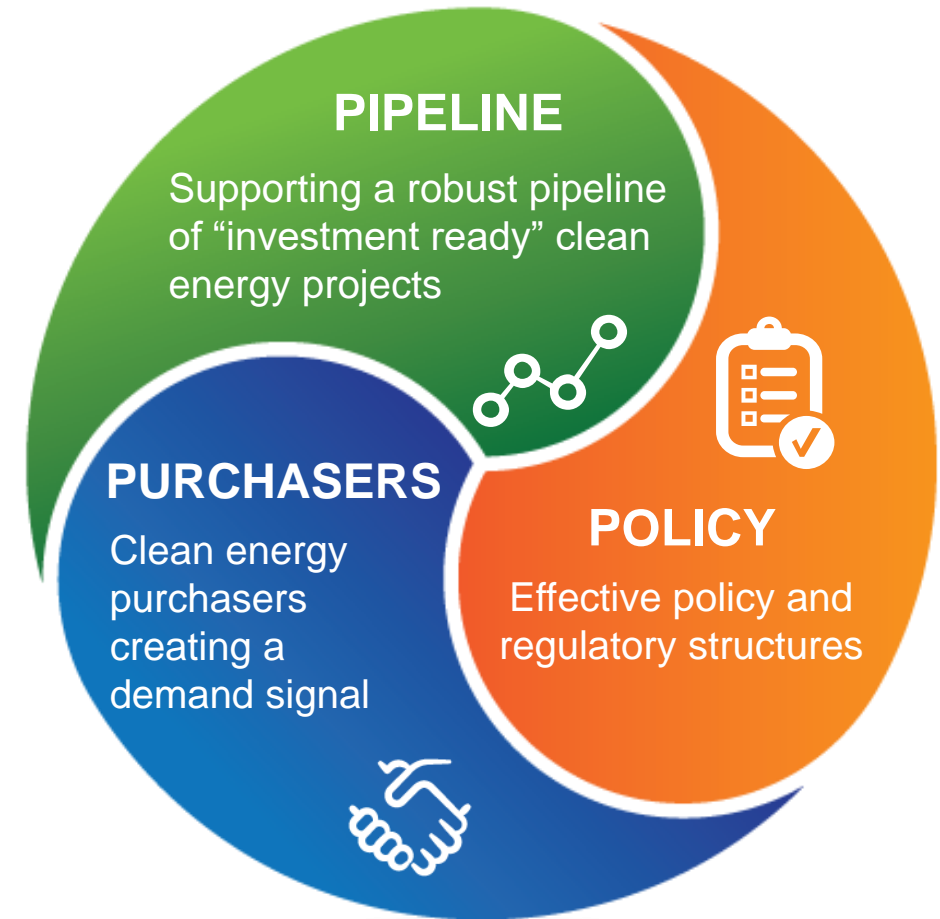 PIPELINE
Supporting a robust pipeline
of “investment ready” clean
energy projects
PURCHASERS
Clean energy
purchasers
creating a
demand signal
POLICY
Effective policy and
regulatory structures